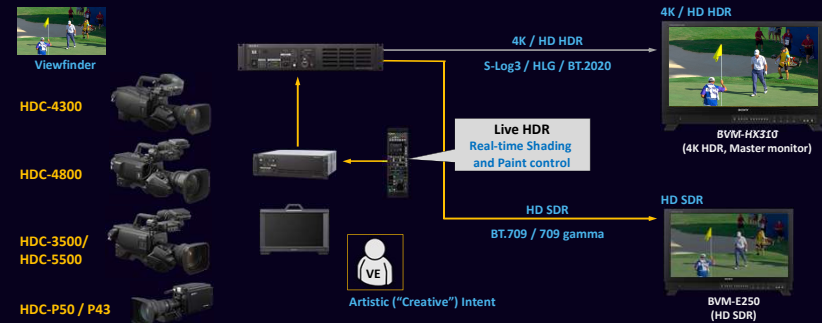 4K / HD HDR
Viewfinder
4K / HD HDR
S-Log3 / HLG / BT.2020
HDC-4300
Live HDR
Real-time Shading
and Paint control
BVM-HX310
(4K HDR, Master monitor)
HDC-4800
HD SDR
HD SDR
BT.709 / 709 gamma
HDC-3500/
HDC-5500
VE
Artistic ("Creative") Intent
HDC-P50 / P43
BVM-E250
(HD SDR)